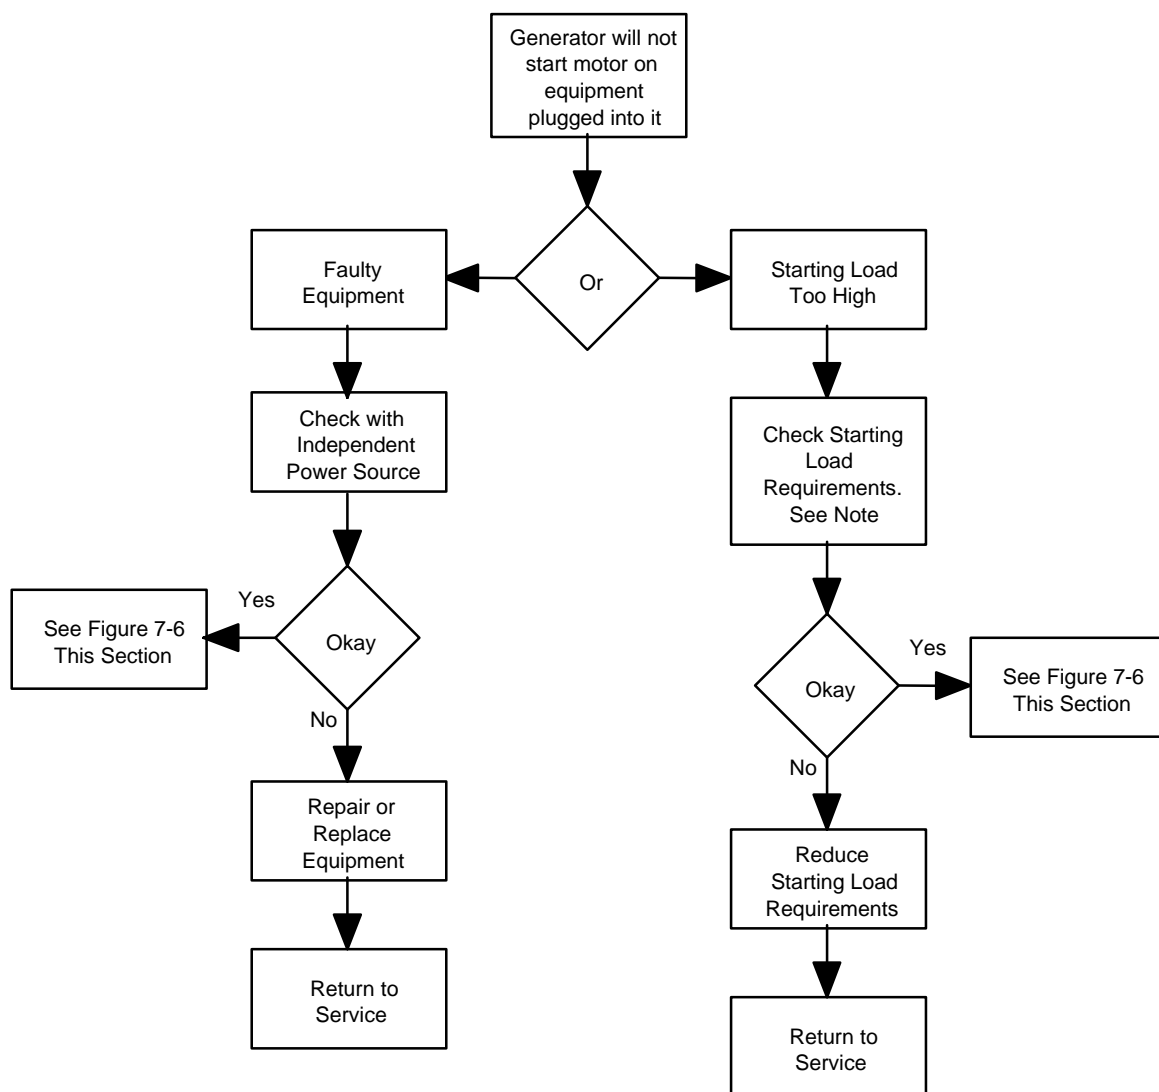 Generator will not
start motor on
equipment
plugged into it
Faulty
Equipment
Or
Starting Load
Too High
Check with
Independent
Power Source
Check Starting
Load
Requirements.
See Note
See Figure 7-6
This Section
Yes
Okay
No
Okay
Yes
See Figure 7-6
This Section
No
Repair or
Replace
Equipment
Reduce
Starting Load
Requirements
Return to
Service
Return to
Service